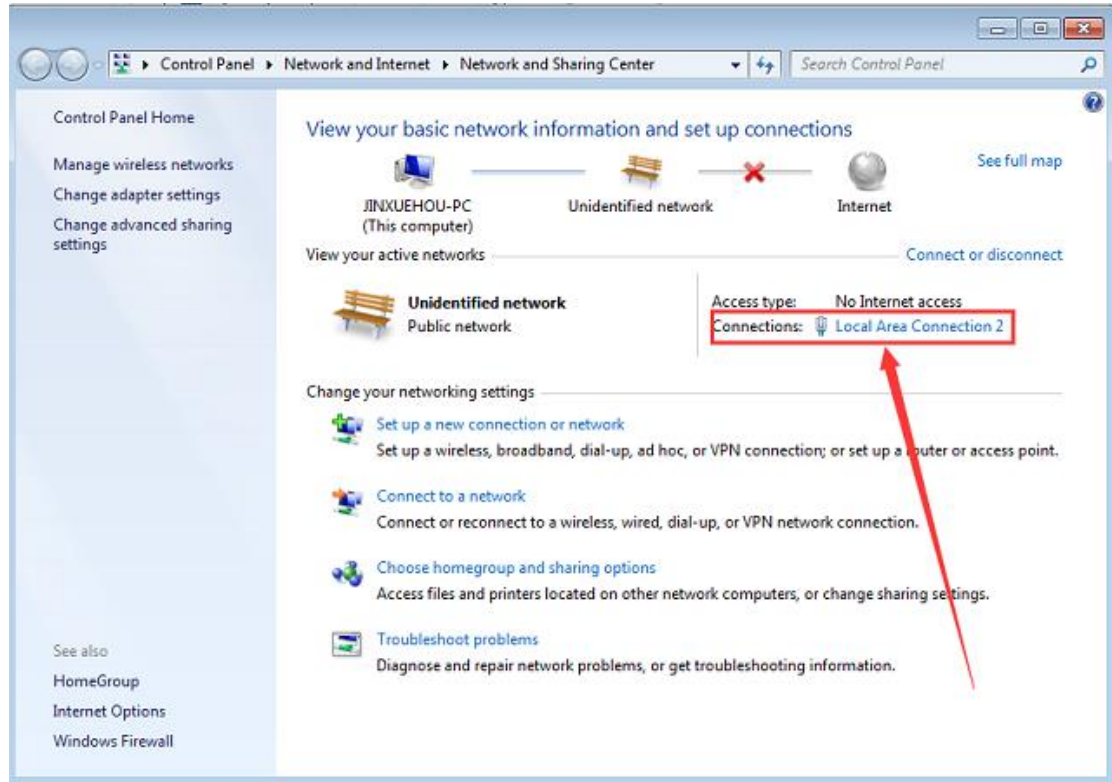 Control Panel ▸ Network and Internet ▸ Network and Sharing Center
Search Control Panel
Control Panel Home
Manage wireless networks
Change adapter settings
Change advanced sharing
settings
See also
HomeGroup
Internet Options
Windows Firewall
View your basic network information and set up connections
See full map
JINXUEHOU-PC
(This computer)
Unidentified network
Internet
View your active networks
Connect or disconnect
Unidentified network
Public network
Access type: No Internet access
Connections: Local Area Connection 2
Change your networking settings
Set up a new connection or network
Set up a wireless, broadband, dial-up, ad hoc, or VPN connection; or set up a router or access point.
Connect to a network
Connect or reconnect to a wireless, wired, dial-up, or VPN network connection.
Choose homegroup and sharing options
Access files and printers located on other network computers, or change sharing settings.
Troubleshoot problems
Diagnose and repair network problems, or get troubleshooting information.